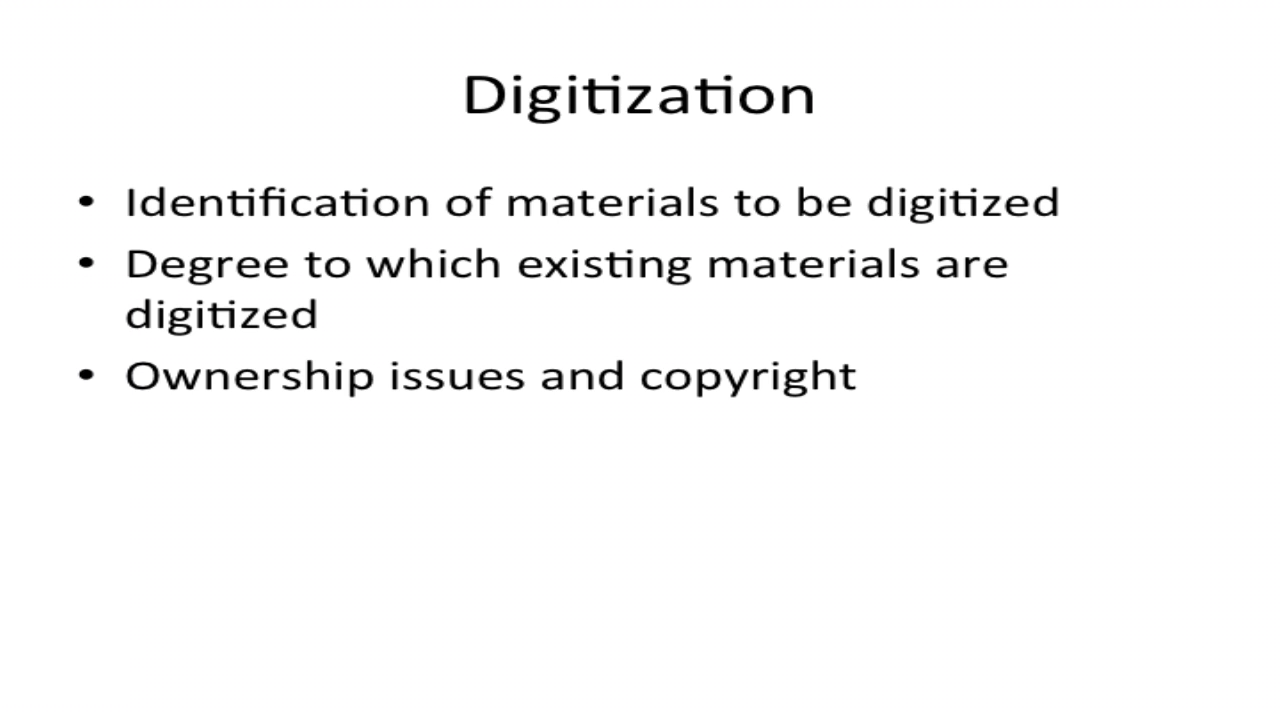 Digitization
• Identification of materials to be digitized
• Degree to which existing materials are
digitized
• Ownership issues and copyright